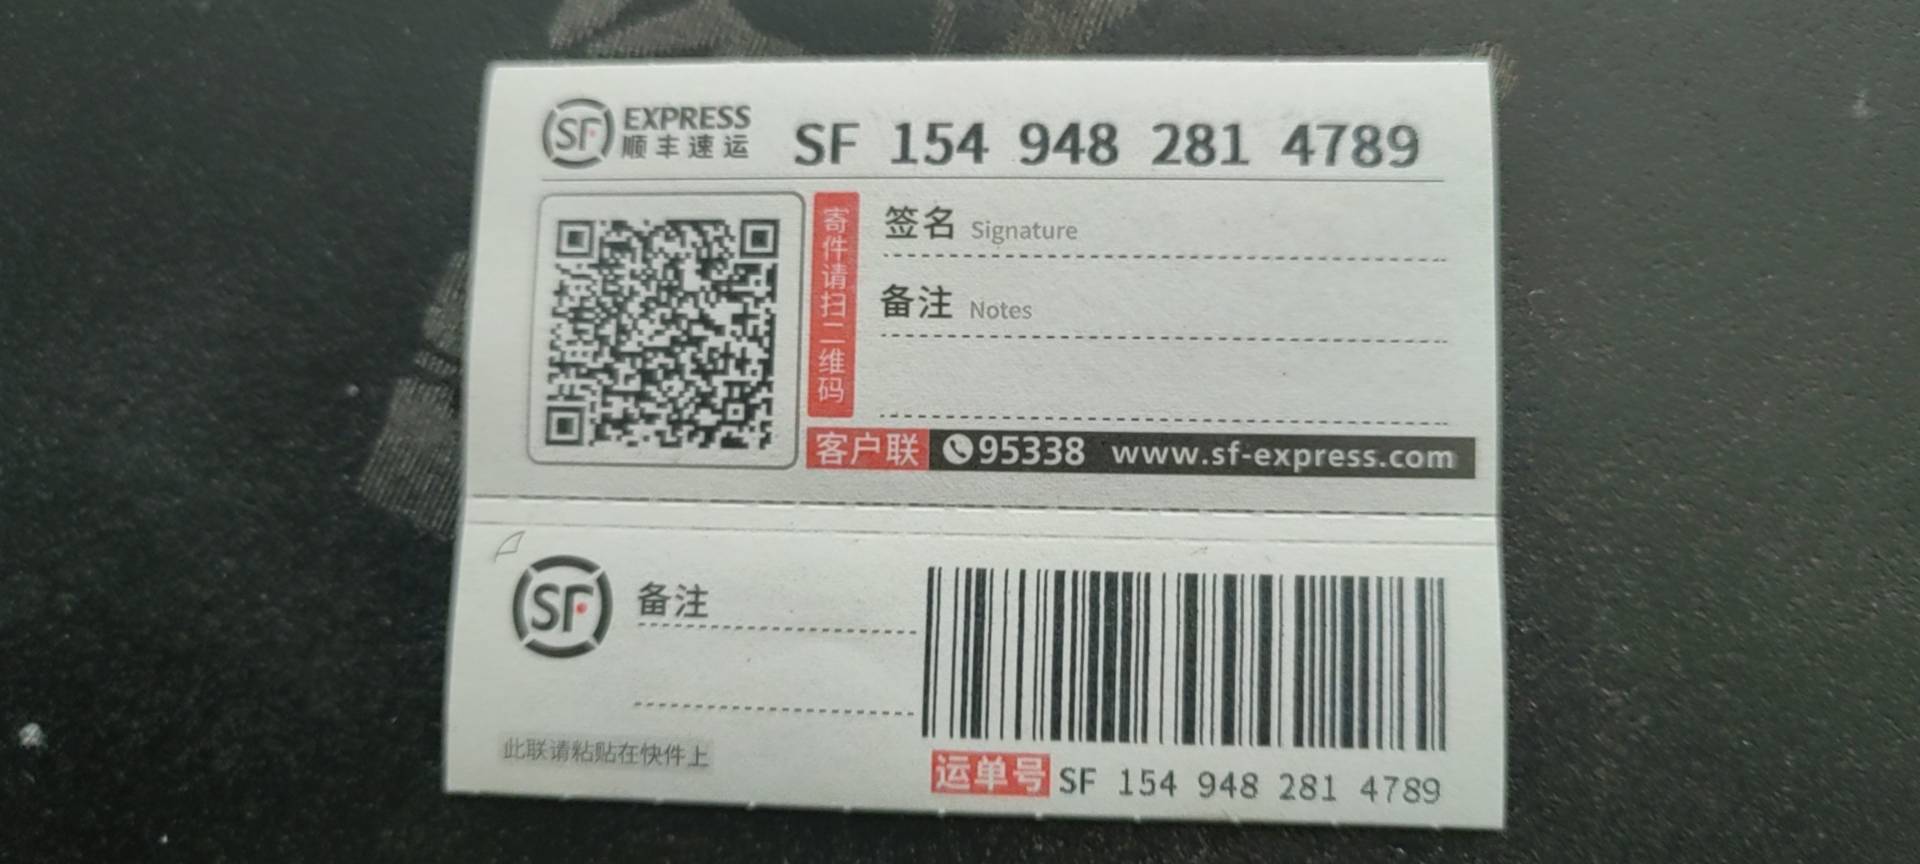 SF EXPRESS
顺丰速运
SF 154 948 281 4789
寄件请扫二维码
签名 Signature
备注 Notes
客户联 95338 www.sf-express.com
SF 备注
此联请粘贴在快件上
运单号 SF 154 948 281 4789